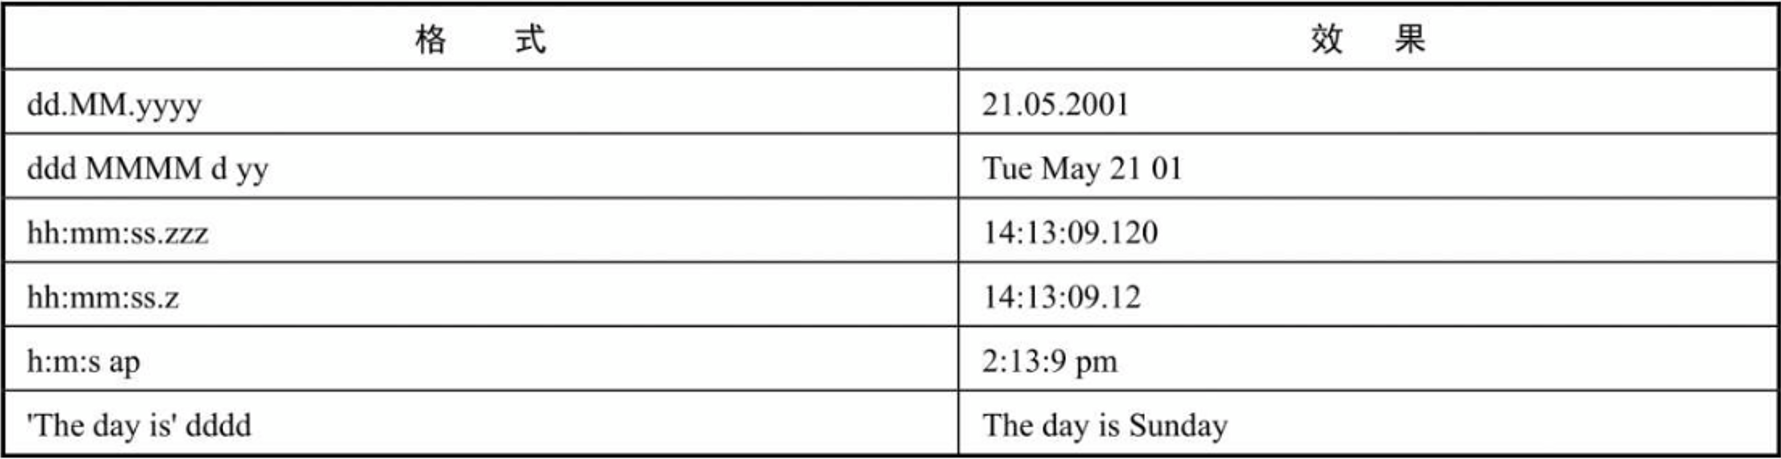 格 式 效 果
dd.MM.yyyy 21.05.2001
ddd MMMM d yy Tue May 21 01
hh:mm:ss.zzz 14:13:09.120
hh:mm:ss.z 14:13:09.12
h:m:s ap 2:13:9 pm
'The day is' dddd The day is Sunday